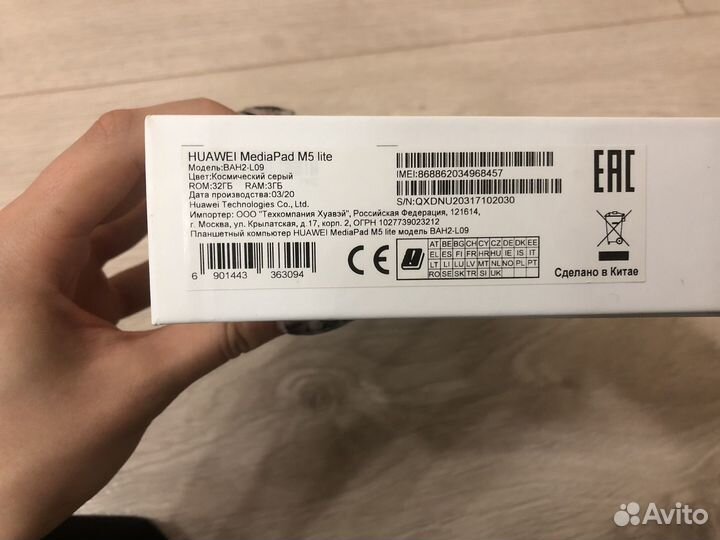 HUAWEI MediaPad M5 lite
Модель:BAH2-L09
Цвет:Космический серый
ROM:32ГБ RAM:3ГБ
Дата производства:03/20
Huawei Technologies Co., Ltd.
IMEI:868862034968457
S/N:QXDNU20317102030
Импортер: ООО "Техкомпания Хуавэй", Российская Федерация, 121614,
г. Москва, ул. Крылатская, д.17, корп. 2, ОГРН 1027739023212
Планшетный компьютер HUAWEI MediaPad M5 lite модель BAH2-L09
6 901443 363094
CE
AT BE BG CH CY CZ DE DK EE
EL ES FI FR HR HU IE IS IT
LT LI LU LV MT NL NO PL PT
RO SE SK TR SI UK
EAC
Сделано в Китае
Avito